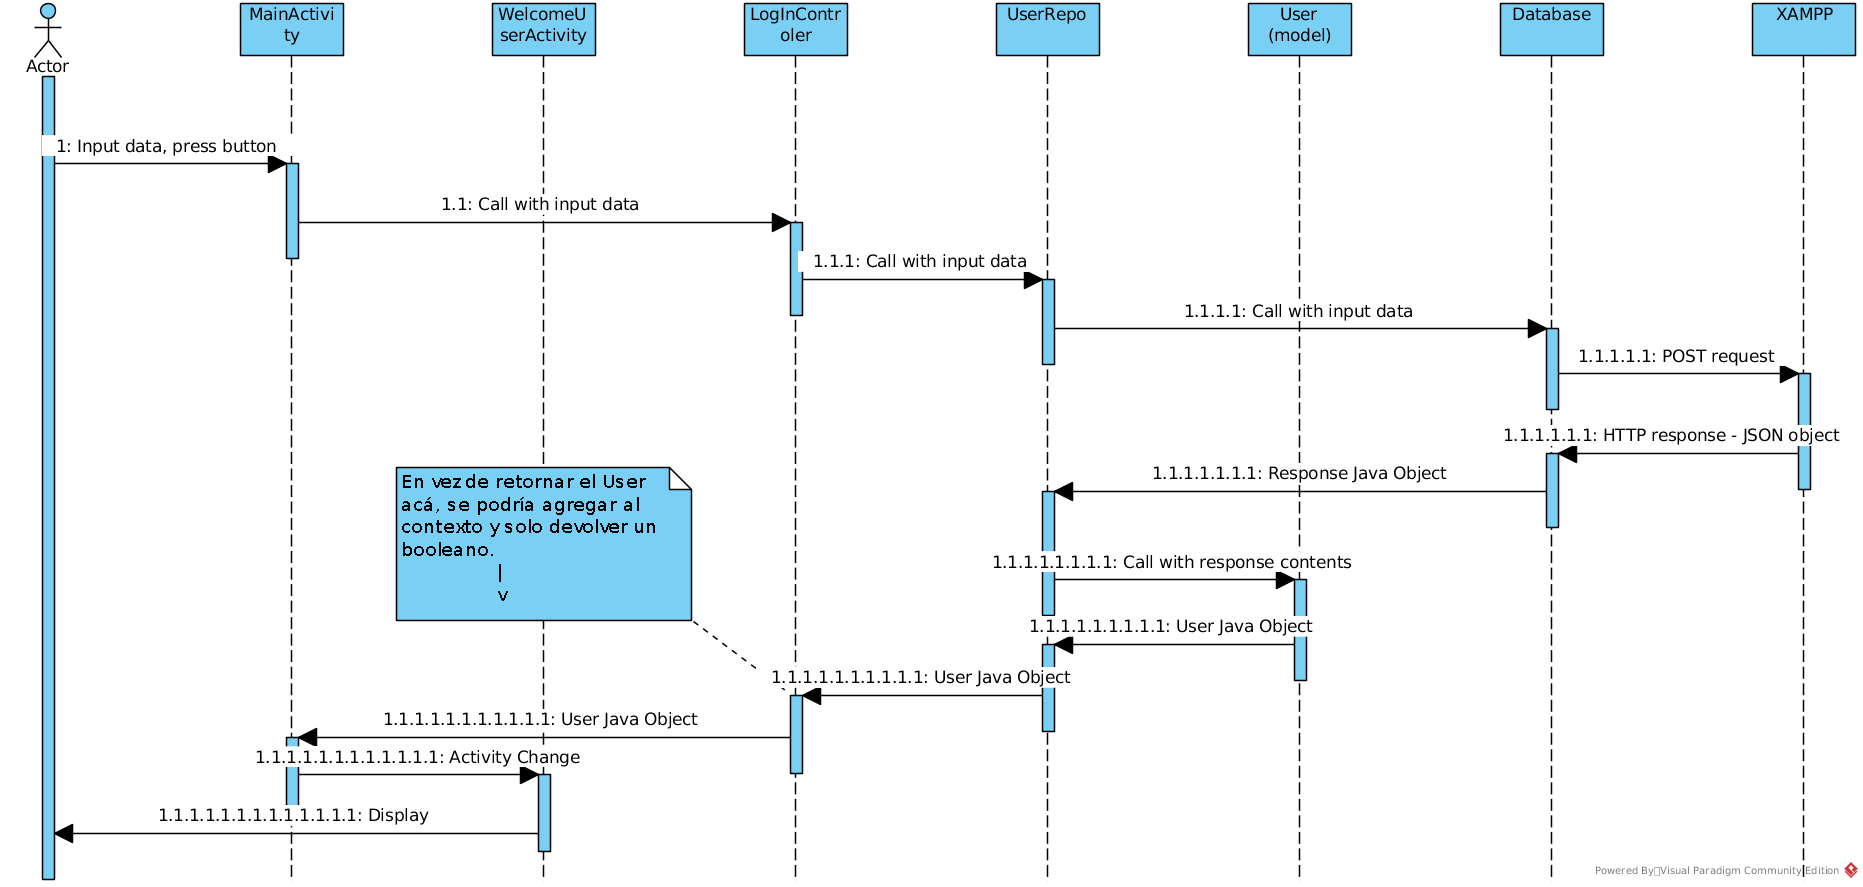 Actor
MainActivi
ty
WelcomeU
serActivity
LogInContr
oler
UserRepo
User
(model)
Database
XAMPP
1: Input data, press button
1.1: Call with input data
1.1.1: Call with input data
1.1.1.1: Call with input data
1.1.1.1.1: POST request
1.1.1.1.1.1: HTTP response - JSON object
1.1.1.1.1.1.1: Response Java Object
En vez de retornar el User
acá, se podría agregar al
contexto y solo devolver un
booleano.
|
v
1.1.1.1.1.1.1.1: Call with response contents
1.1.1.1.1.1.1.1.1: User Java Object
1.1.1.1.1.1.1.1.1.1: User Java Object
1.1.1.1.1.1.1.1.1.1.1: User Java Object
1.1.1.1.1.1.1.1.1.1.1.1: Activity Change
1.1.1.1.1.1.1.1.1.1.1.1.1: Display
Powered By Visual Paradigm Community Edition